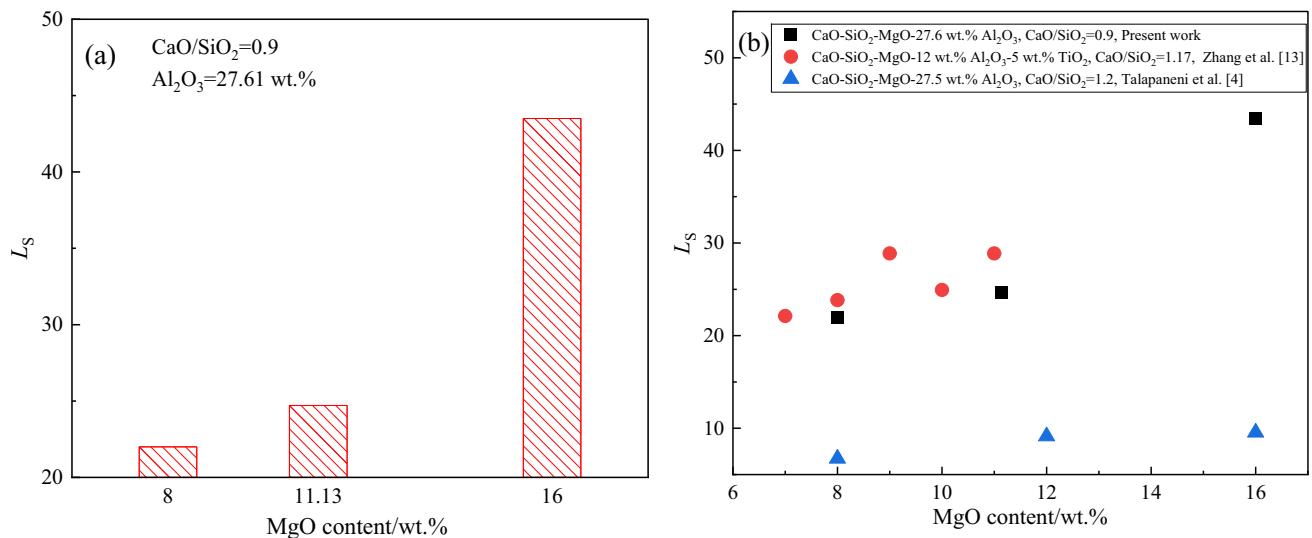 (a)
CaO/SiO₂=0.9
Al₂O₃=27.61 wt.%
50
40
30
20
L_S
8 11.13 16
MgO content/wt.%
(b)
CaO-SiO₂-MgO-27.6 wt.% Al₂O₃, CaO/SiO₂=0.9, Present work
CaO-SiO₂-MgO-12 wt.% Al₂O₃-5 wt.% TiO₂, CaO/SiO₂=1.17, Zhang et al. [13]
CaO-SiO₂-MgO-27.5 wt.% Al₂O₃, CaO/SiO₂=1.2, Talapaneni et al. [4]
50
40
30
20
10
L_S
6 8 10 12 14 16
MgO content/wt.%